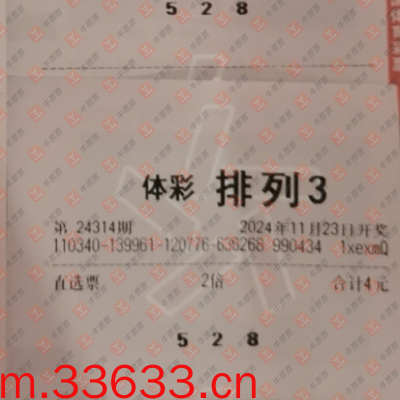 5 2 8
体彩 排列3
第 24314期 2024年11月23日开奖
110340-139961-120776-636268 990434 1xexmQ
直选票 2倍 合计4元
5 2 8
m.33633.cn